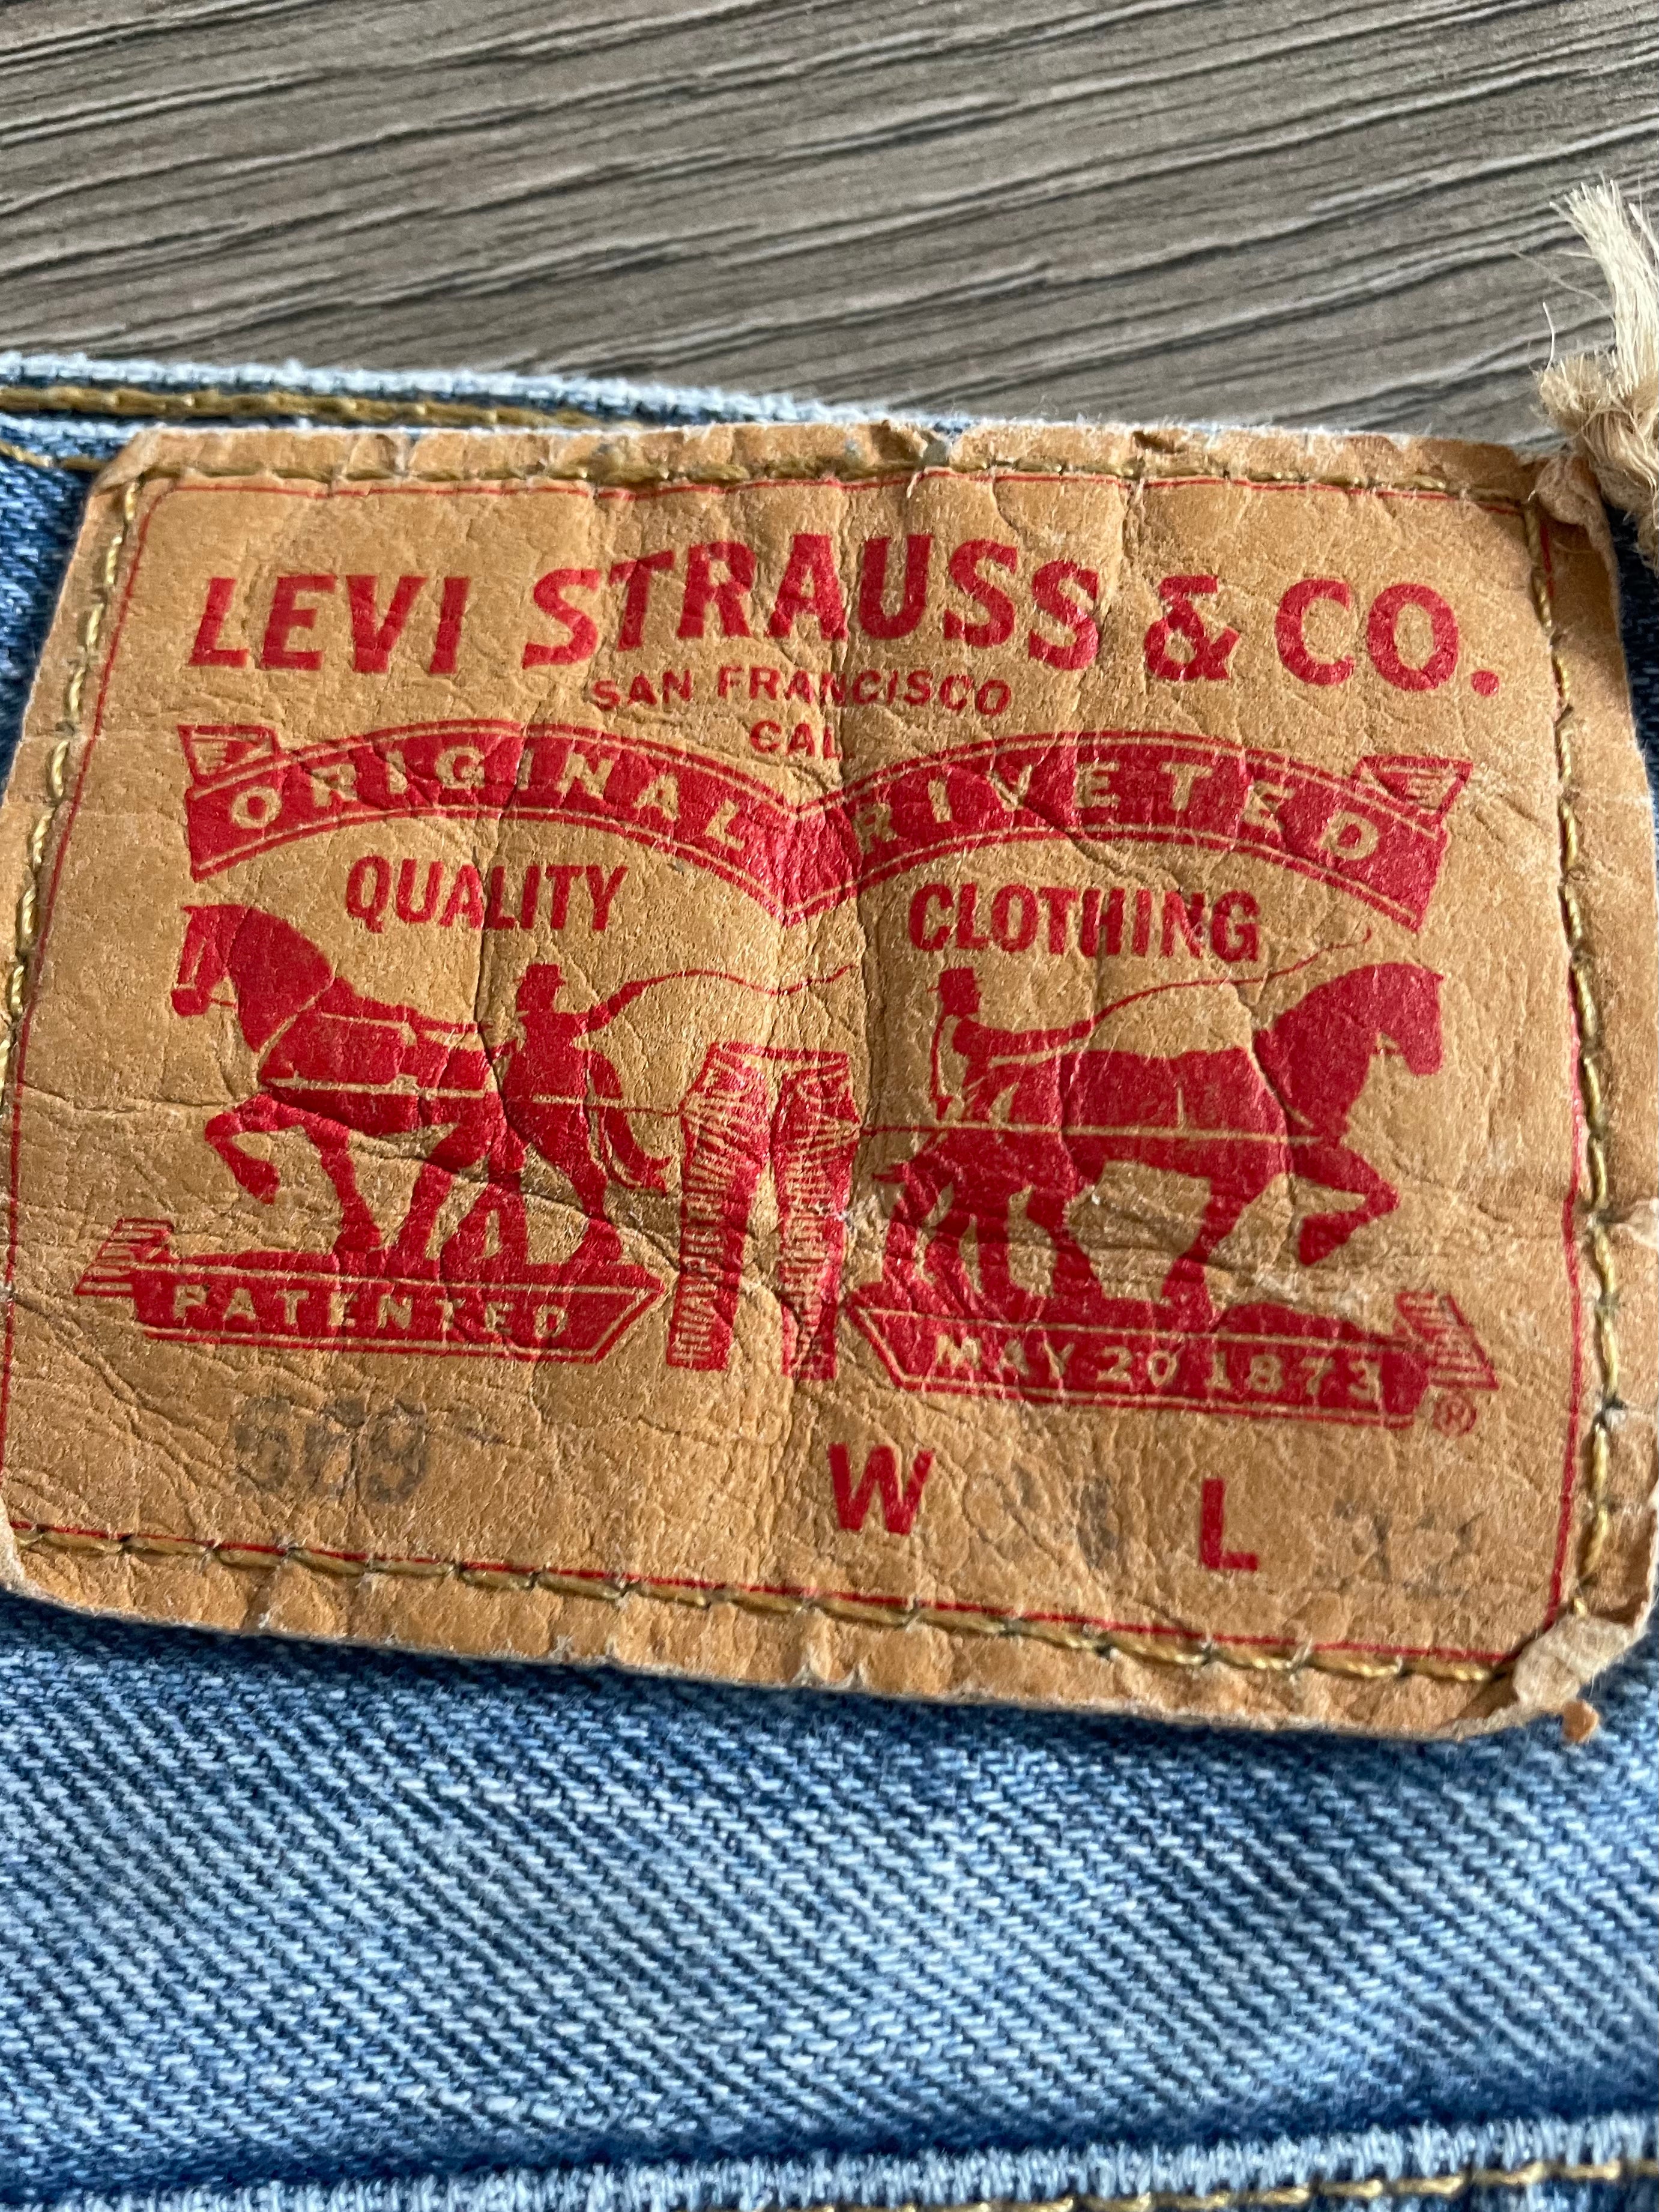 LEVI STRAUSS & CO.
SAN FRANCISCO
CAL
ORIGINAL RIVETED
QUALITY CLOTHING
PATENTED MAY 20 1873
®
W L